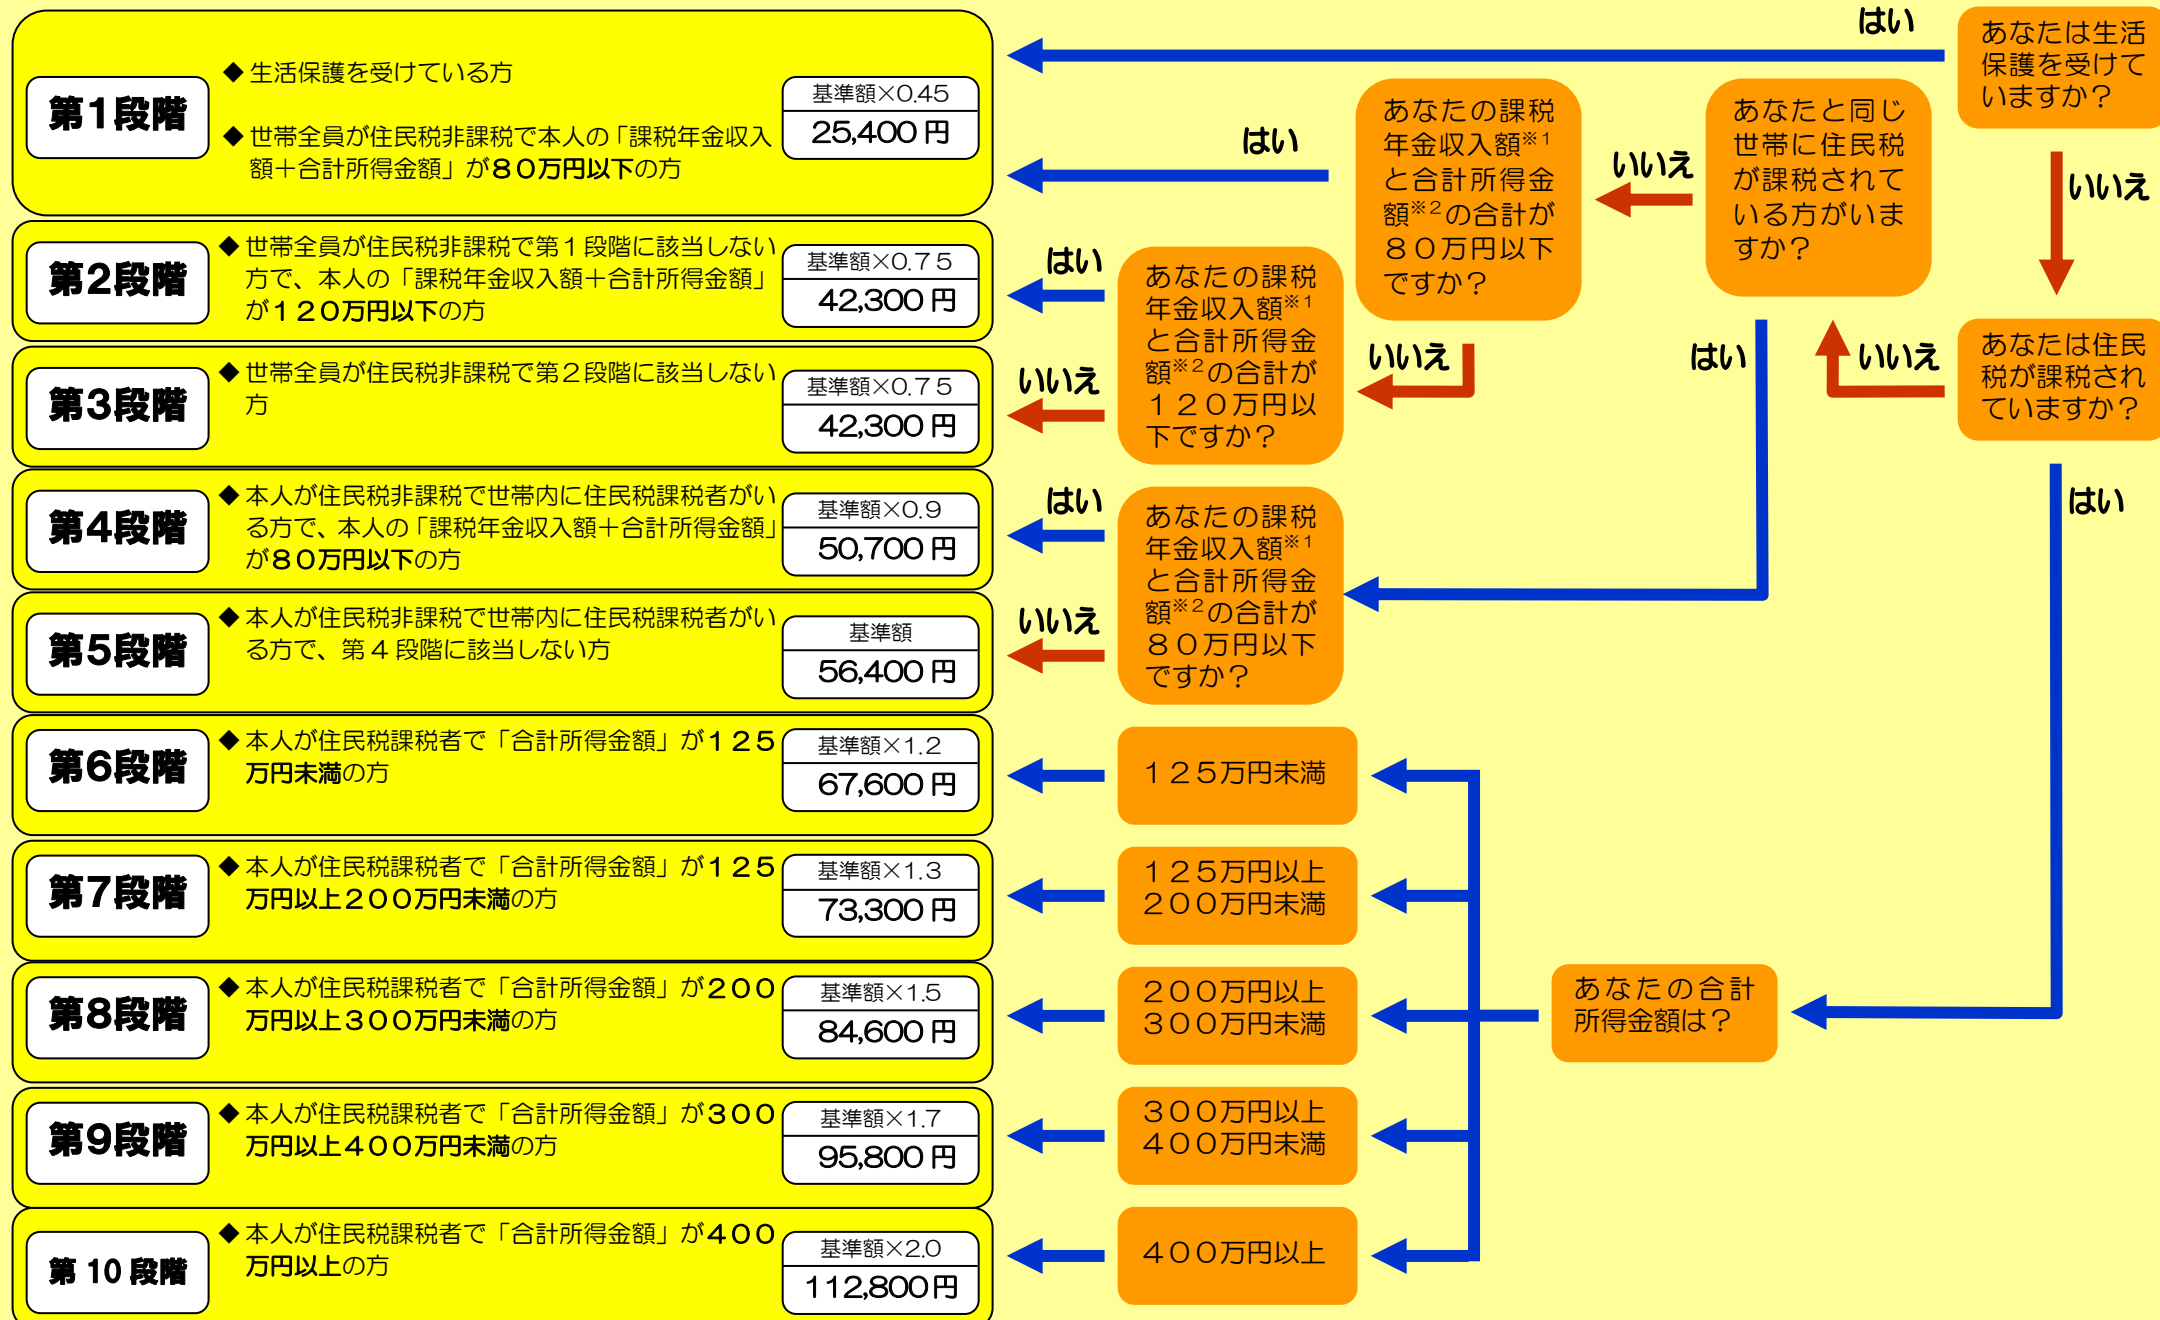 第1段階
◆ 生活保護を受けている方
◆ 世帯全員が住民税非課税で本人の「課税年金収入
額＋合計所得金額」が８０万円以下の方
基準額×0.45
25,400 円
第2段階
◆ 世帯全員が住民税非課税で第１段階に該当しない
方で、本人の「課税年金収入額＋合計所得金額」
が１２０万円以下の方
基準額×0.75
42,300 円
第3段階
◆ 世帯全員が住民税非課税で第２段階に該当しない
方
基準額×0.75
42,300 円
第4段階
◆ 本人が住民税非課税で世帯内に住民税課税者がい
る方で、本人の「課税年金収入額＋合計所得金額」
が８０万円以下の方
基準額×0.9
50,700 円
第5段階
◆ 本人が住民税非課税で世帯内に住民税課税者がい
る方で、第 4 段階に該当しない方
基準額
56,400 円
第6段階
◆ 本人が住民税課税者で「合計所得金額」が１２５
万円未満の方
基準額×1.2
67,600 円
第7段階
◆ 本人が住民税課税者で「合計所得金額」が１２５
万円以上２００万円未満の方
基準額×1.3
73,300 円
第8段階
◆ 本人が住民税課税者で「合計所得金額」が２００
万円以上３００万円未満の方
基準額×1.5
84,600 円
第9段階
◆ 本人が住民税課税者で「合計所得金額」が３００
万円以上４００万円未満の方
基準額×1.7
95,800 円
第 10 段階
◆ 本人が住民税課税者で「合計所得金額」が４００
万円以上の方
基準額×2.0
112,800 円
はい
あなたは生活
保護を受けて
いますか？
いいえ
あなたは住民
税が課税され
ていますか？
いいえ
はい
あなたと同じ
世帯に住民税
が課税されて
いる方がいま
すか？
いいえ
はい
あなたの課税
年金収入額※1
と合計所得金
額※2の合計が
８０万円以下
ですか？
はい
いいえ
あなたの課税
年金収入額※1
と合計所得金
額※2の合計が
１２０万円以
下ですか？
はい
いいえ
あなたの課税
年金収入額※1
と合計所得金
額※2の合計が
８０万円以下
ですか？
はい
いいえ
あなたの合計
所得金額は？
１２５万円未満
１２５万円以上
２００万円未満
２００万円以上
３００万円未満
３００万円以上
４００万円未満
４００万円以上